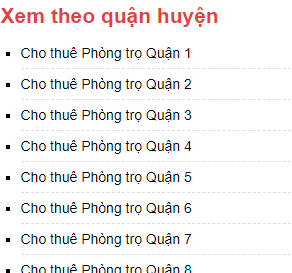 Xem theo quận huyện
Cho thuê Phòng trọ Quận 1
Cho thuê Phòng trọ Quận 2
Cho thuê Phòng trọ Quận 3
Cho thuê Phòng trọ Quận 4
Cho thuê Phòng trọ Quận 5
Cho thuê Phòng trọ Quận 6
Cho thuê Phòng trọ Quận 7
Cho thuê Phòng trọ Quận 8